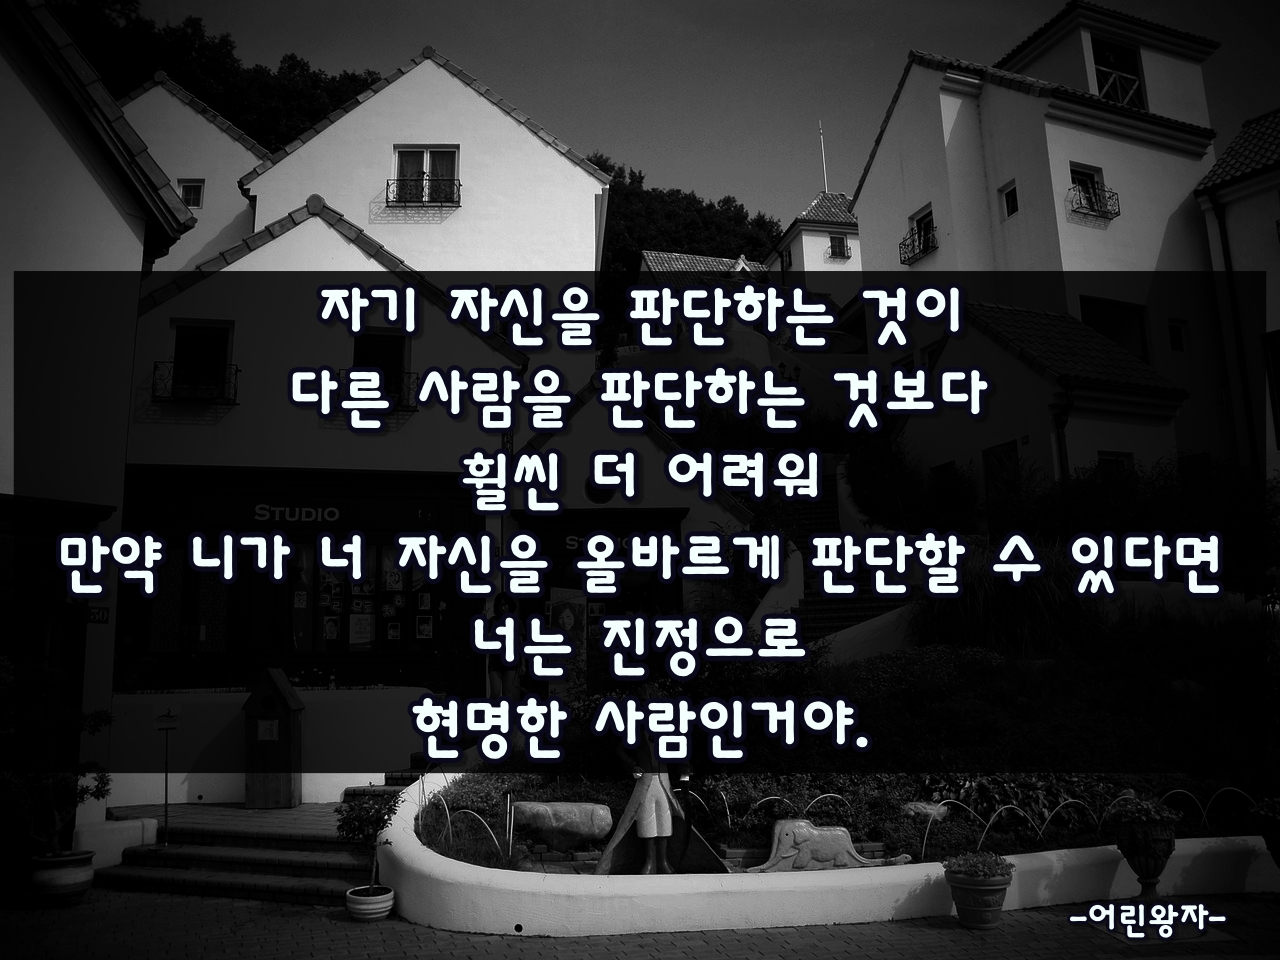 자기 자신을 판단하는 것이
다른 사람을 판단하는 것보다
휠씬 더 어려워
STUDIO
만약 니가 너 자신을 올바르게 판단할 수 있다면
너는 진정으로
현명한 사람인거야.
-어린왕자-